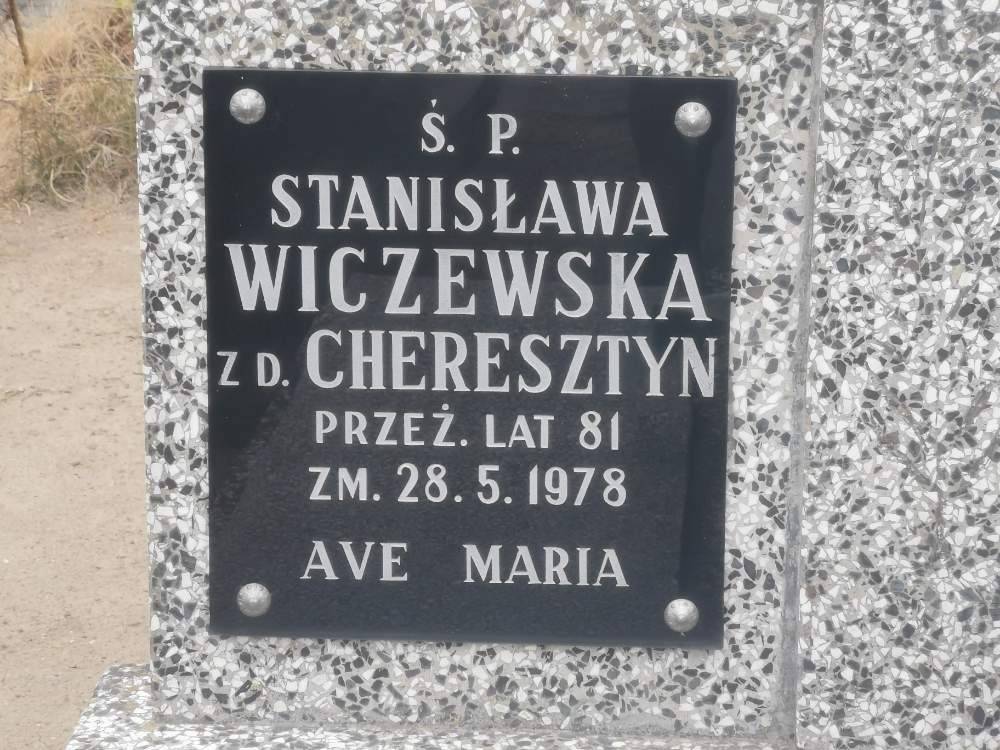 Ś. P.
STANISŁAWA
WICZEWSKA
Z D. CHERESZTYN
PRZEŻ. LAT 81
ZM. 28. 5. 1978
AVE MARIA